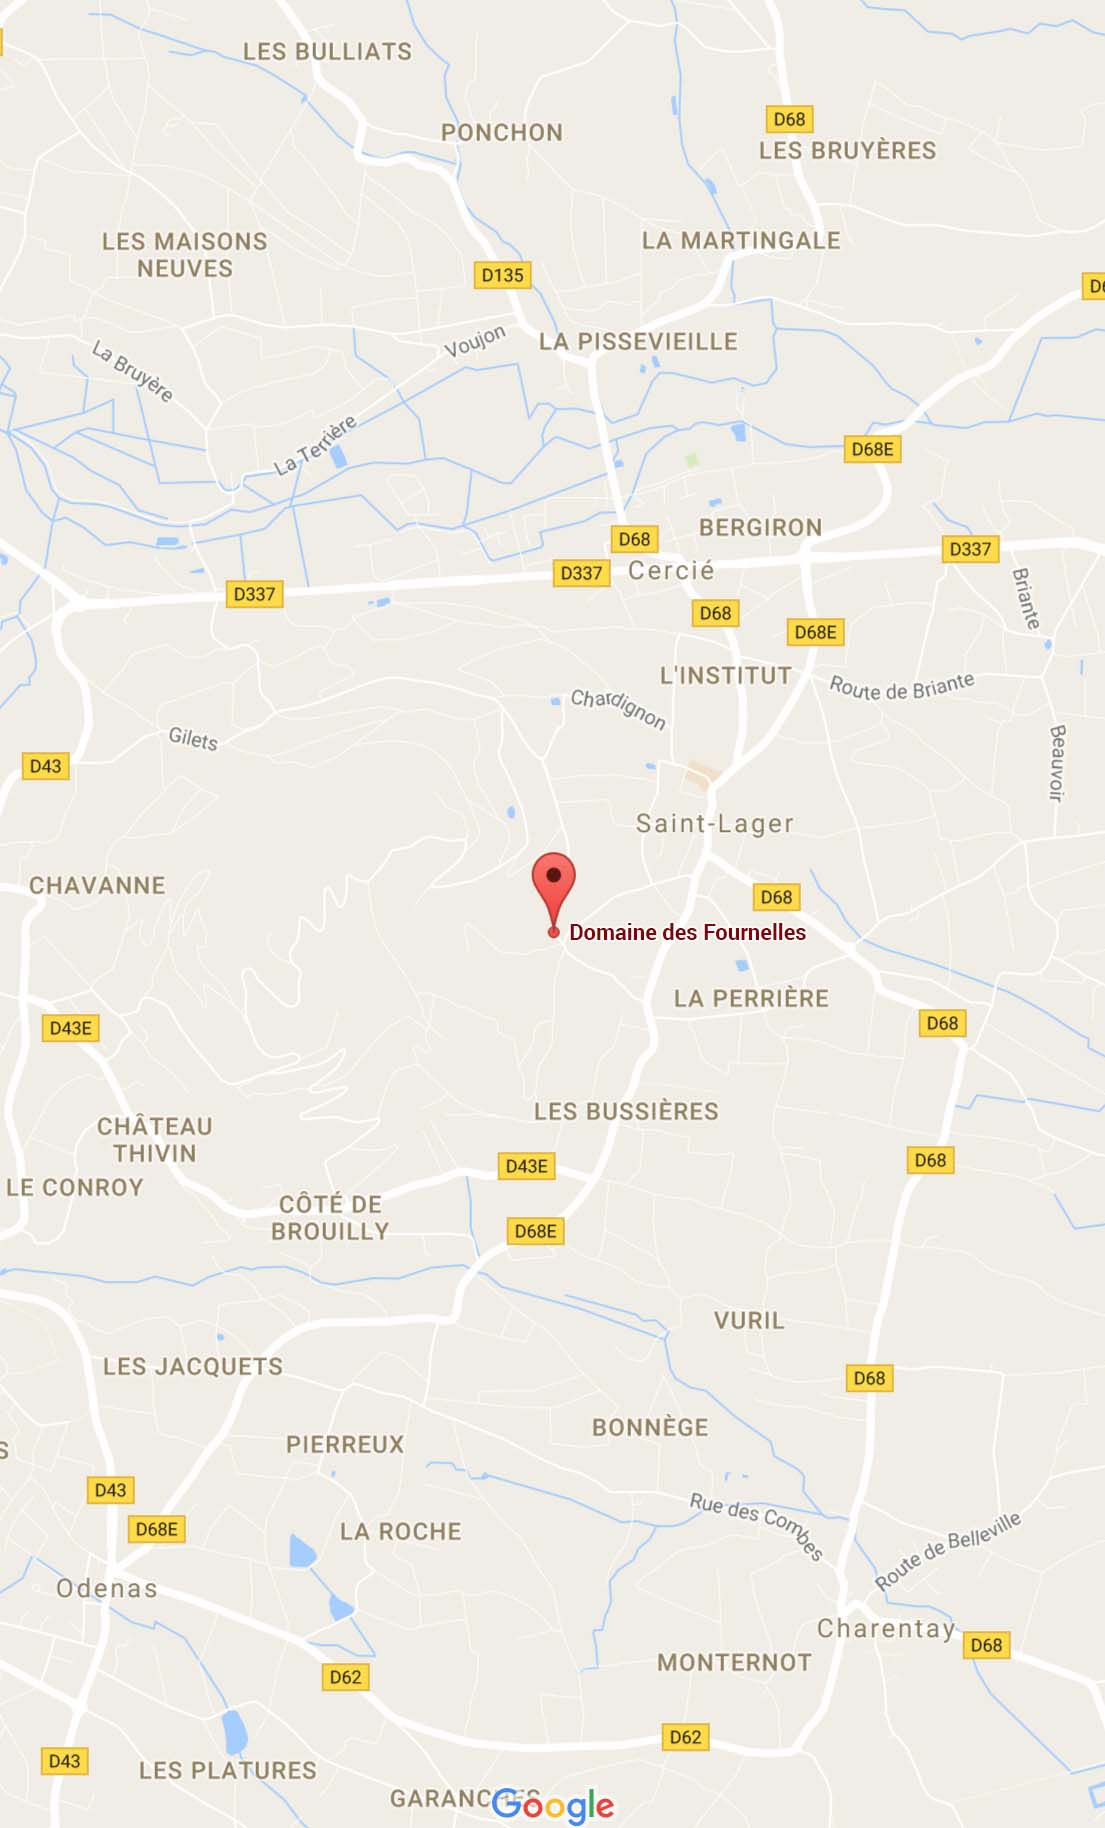 LES BULLIATS
PONCHON
D68
LES BRUYÈRES
LES MAISONS
NEUVES
LA MARTINGALE
D135
Voujon
LA PISSEVIEILLE
La Bruyère
La Terrière
D68E
BERGIRON
D68
D337
D337
Cercié
D337
Briante
D68
D68E
L'INSTITUT
Route de Briante
Chardignon
Gilets
D43
Beauvoir
Saint-Lager
CHAVANNE
D68
Domaine des Fournelles
LA PERRIÈRE
D43E
D68
CHÂTEAU
THIVIN
LES BUSSIÈRES
D43E
D68
LE CONROY
CÔTÉ DE
BROUILLY
D68E
VURIL
LES JACQUETS
D68
BONNÈGE
PIERREUX
D43
D68E
LA ROCHE
Rue des Combes
Route de Belleville
Odenas
Charentay
D68
MONTERNOT
D62
D62
D43
LES PLATURES
GARANCHES
Google